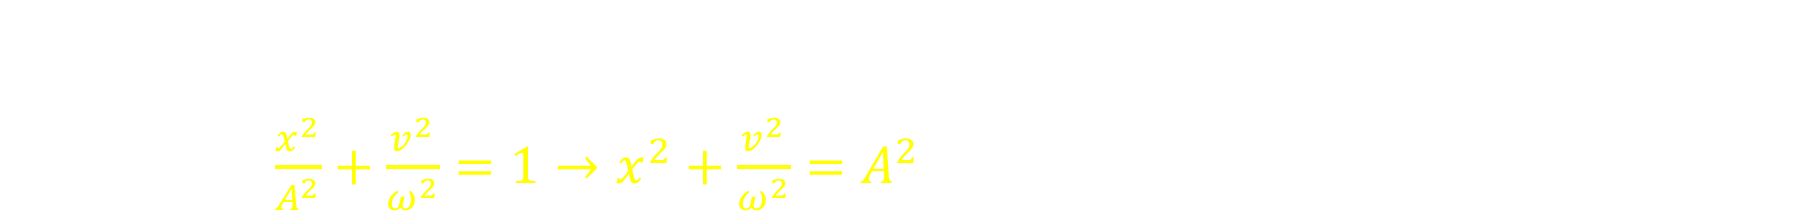 x²/A² + v²/ω² = 1 → x² + v²/ω² = A²